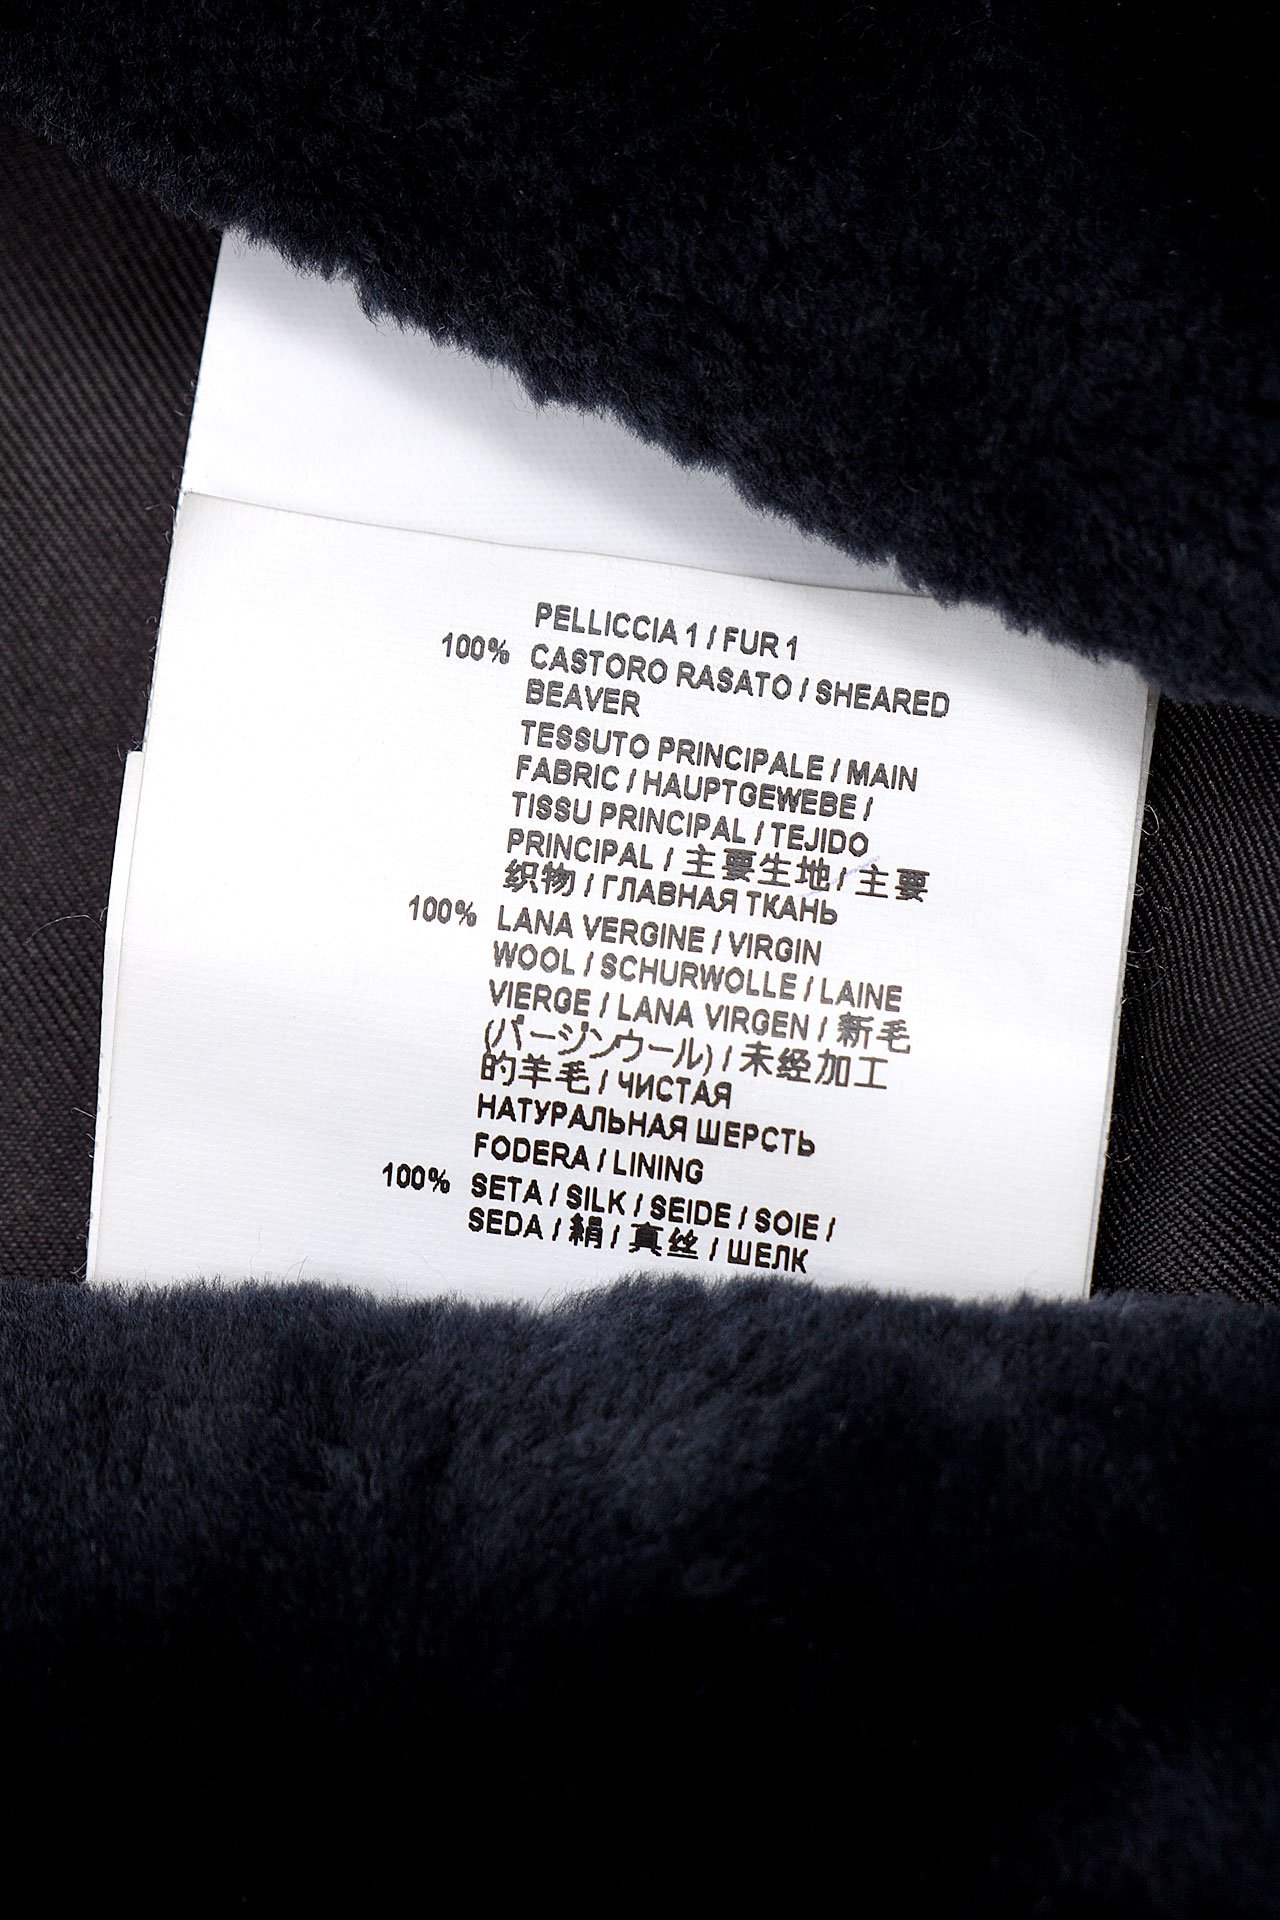 PELLICCIA 1 / FUR 1
100% CASTORO RASATO / SHEARED
BEAVER
TESSUTO PRINCIPALE / MAIN
FABRIC / HAUPTGEWEBE /
TISSU PRINCIPAL / TEJIDO
PRINCIPAL / 主要生地 / 主要
织物 / ГЛАВНАЯ ТКАНЬ
100% LANA VERGINE / VIRGIN
WOOL / SCHURWOLLE / LAINE
VIERGE / LANA VIRGEN / 新毛
(バージンウール) / 未经加工
的羊毛 / ЧИСТАЯ
НАТУРАЛЬНАЯ ШЕРСТЬ
FODERA / LINING
100% SETA / SILK / SEIDE / SOIE /
SEDA / 絹 / 真丝 / ШЕЛК